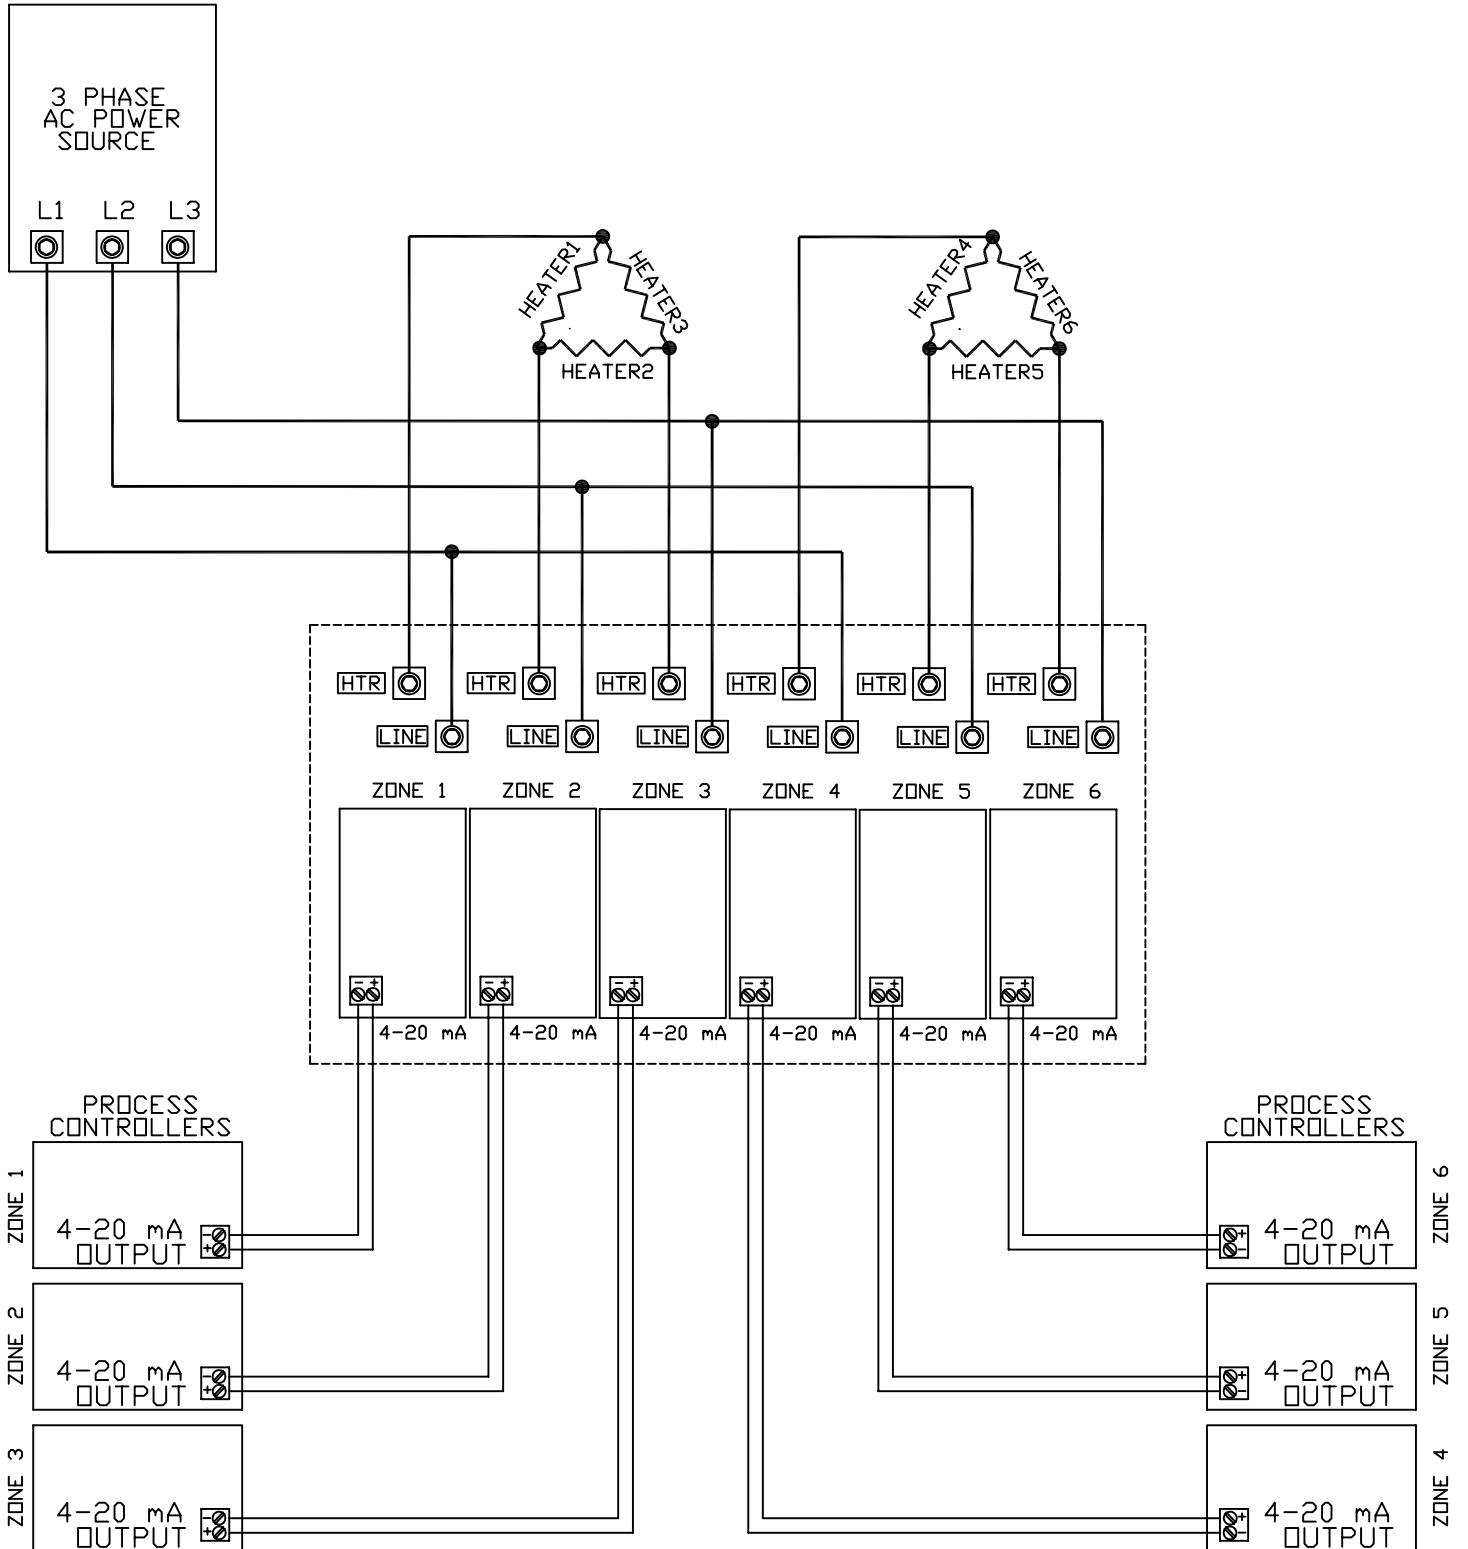 3 PHASE
AC POWER
SOURCE
L1 L2 L3
HEATER1
HEATER3
HEATER2
HEATER4
HEATER6
HEATER5
HTR HTR HTR HTR HTR HTR
LINE LINE LINE LINE LINE LINE
ZONE 1 ZONE 2 ZONE 3 ZONE 4 ZONE 5 ZONE 6
- + - + - + - + - + - +
4-20 mA 4-20 mA 4-20 mA 4-20 mA 4-20 mA 4-20 mA
PROCESS
CONTROLLERS
ZONE 1
4-20 mA -
OUTPUT +
ZONE 2
4-20 mA -
OUTPUT +
ZONE 3
4-20 mA -
OUTPUT +
PROCESS
CONTROLLERS
ZONE 6
+ 4-20 mA
- OUTPUT
ZONE 5
+ 4-20 mA
- OUTPUT
ZONE 4
+ 4-20 mA
- OUTPUT